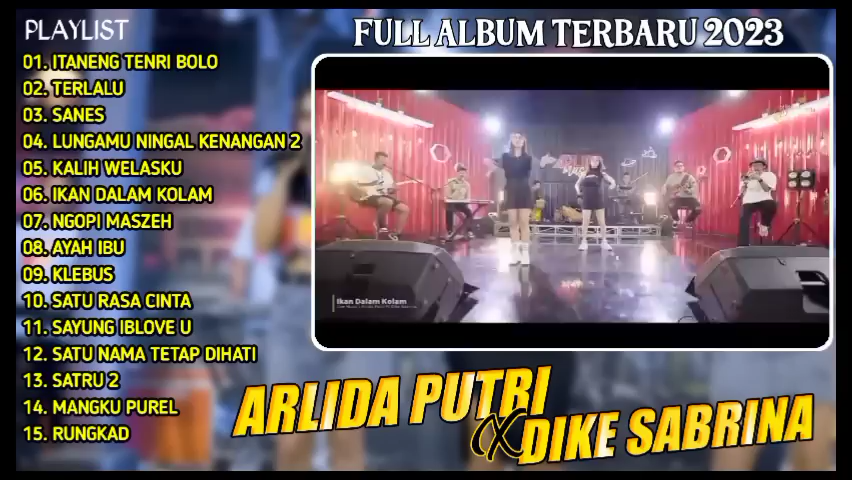 PLAYLIST
FULL ALBUM TERBARU 2023
01. ITANENG TENRI BOLO
02. TERLALU
03. SANES
04. LUNGAMU NINGAL KENANGAN 2
05. KALIH WELASKU
06. IKAN DALAM KOLAM
07. NGOPI MASZEH
08. AYAH IBU
09. KLEBUS
10. SATU RASA CINTA
11. SAYUNG IBLOVE U
12. SATU NAMA TETAP DIHATI
13. SATRU 2
14. MANGKU PUREL
15. RUNGKAD
Ikan Dalam Kolam
ARLIDA PUTRI
X DIKE SABRINA